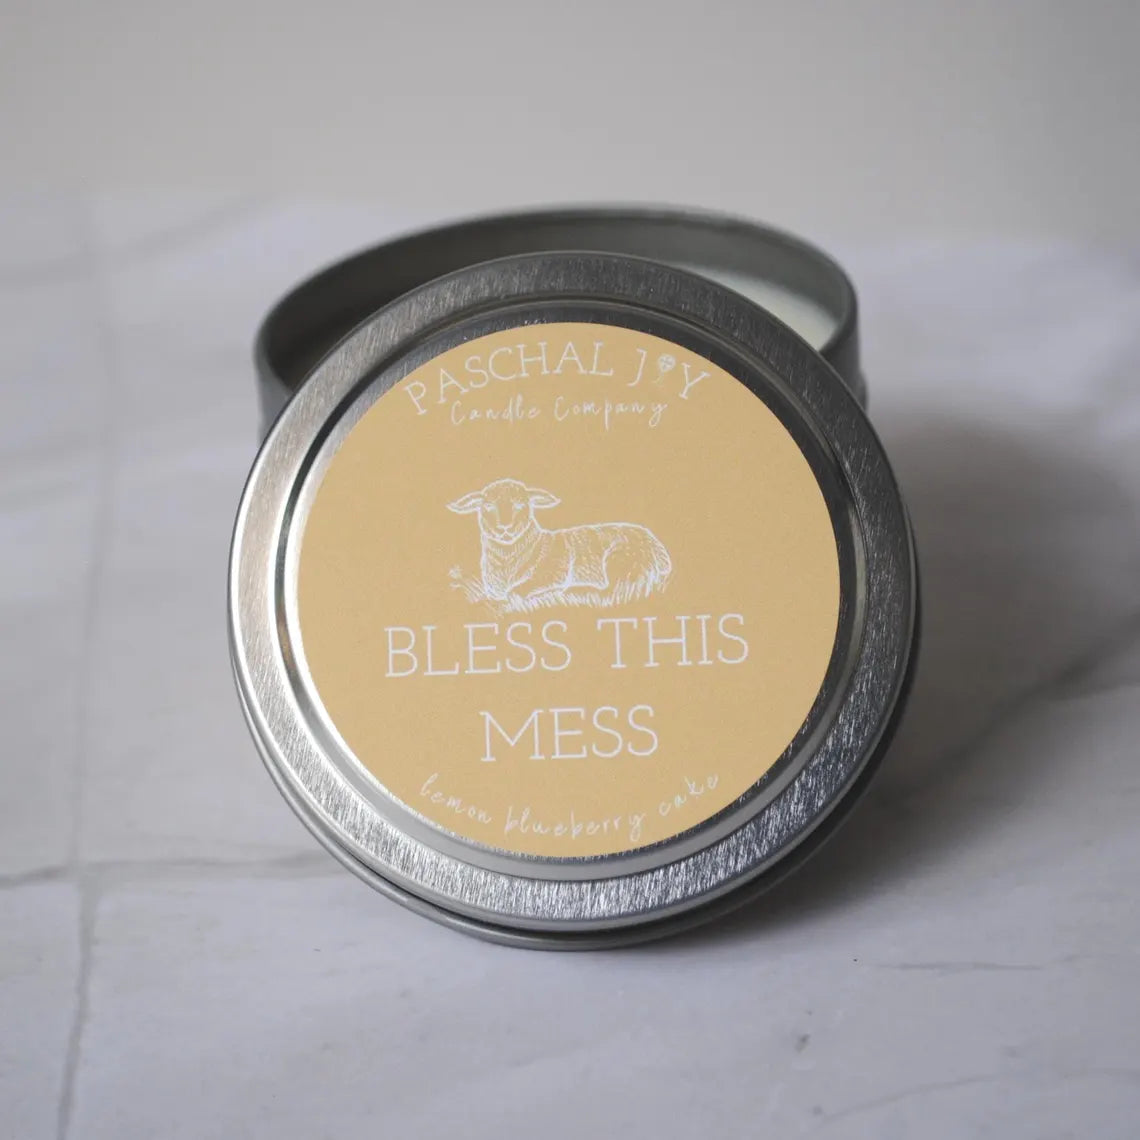 PASCHAL JOY
Candle Company
BLESS THIS
MESS
lemon blueberry cake